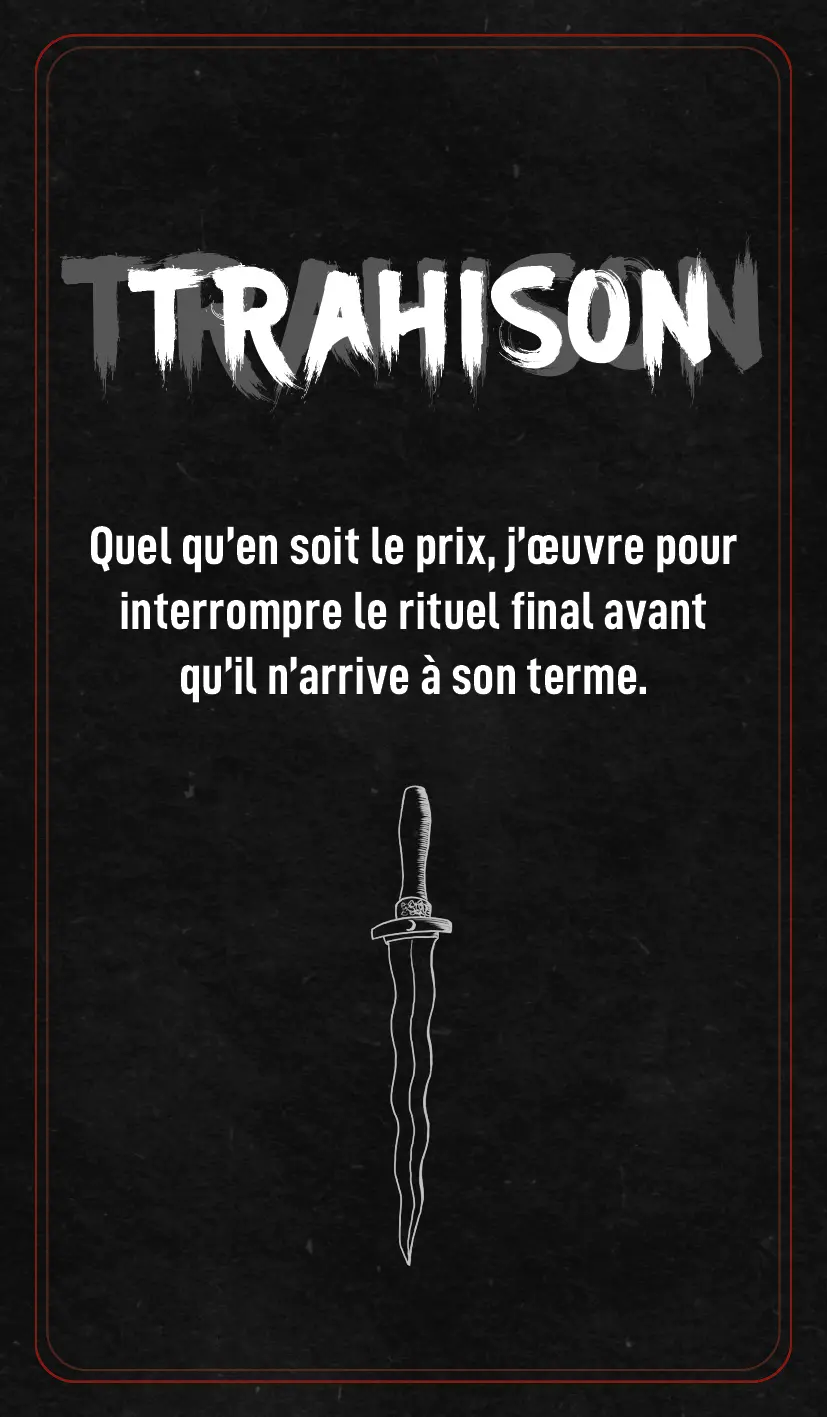 TRAHISON
Quel qu'en soit le prix, j'œuvre pour
interrompre le rituel final avant
qu'il n'arrive à son terme.